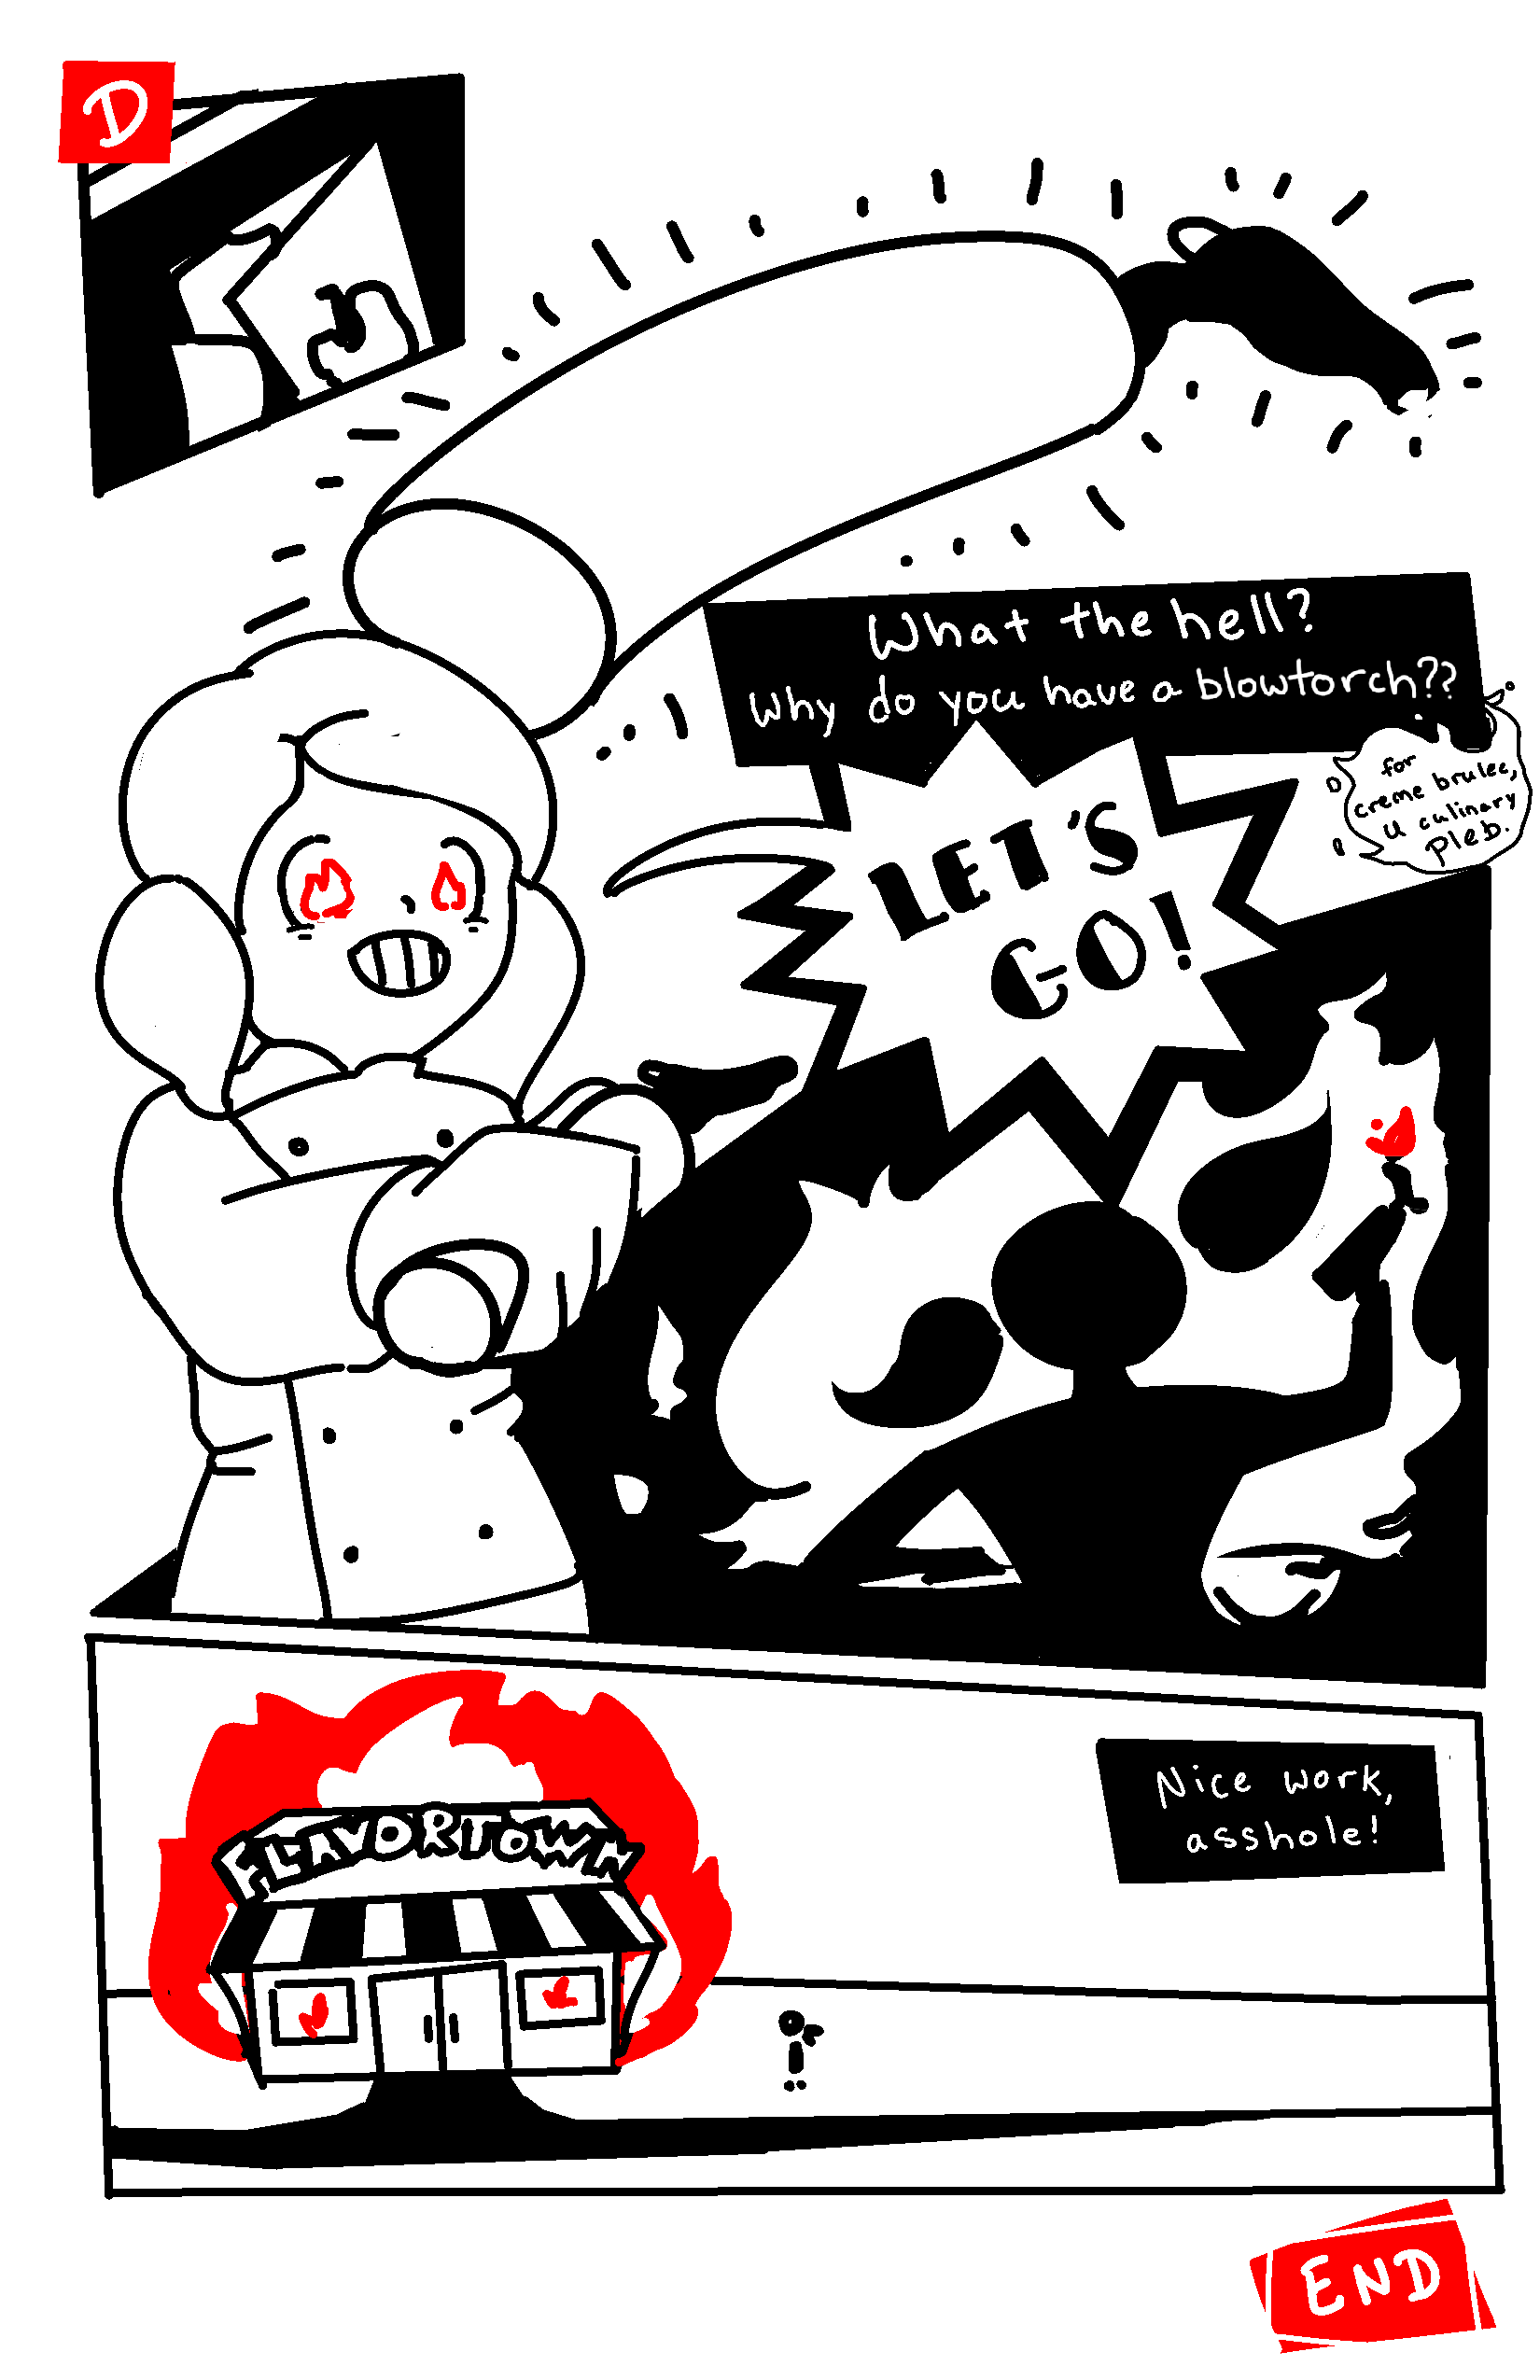 D
What the hell?
Why do you have a blowtorch??
for
creme brulee,
u culinary
pleb.
LET'S
GO!
FLAVORTOWN
Nice work,
asshole!
END